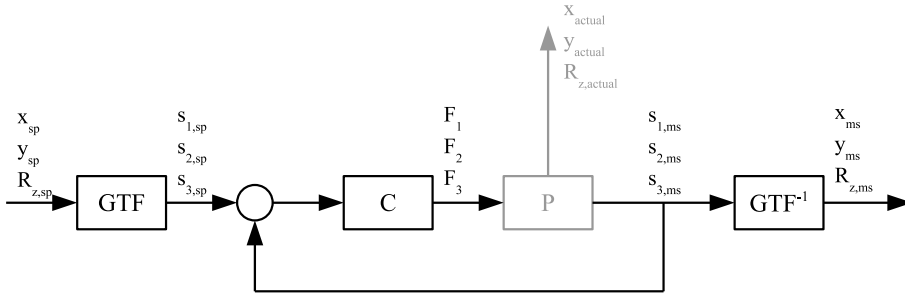 x_actual
y_actual
R_z,actual
x_sp
y_sp
R_z,sp
GTF
s_1,sp
s_2,sp
s_3,sp
C
F_1
F_2
F_3
P
s_1,ms
s_2,ms
s_3,ms
GTF^-1
x_ms
y_ms
R_z,ms